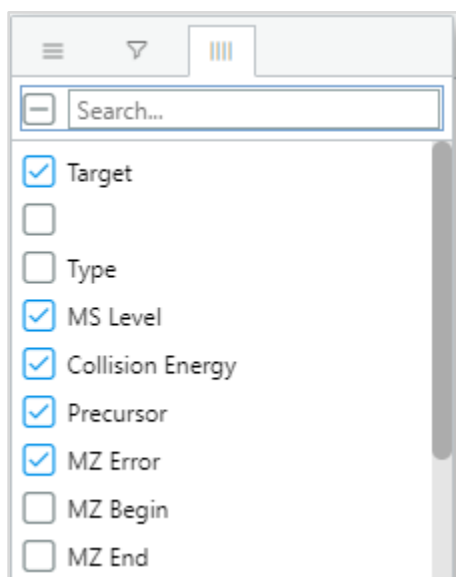 Search...
Target
Type
MS Level
Collision Energy
Precursor
MZ Error
MZ Begin
MZ End